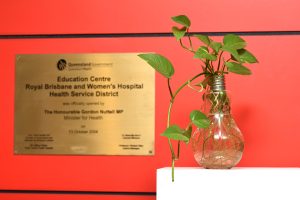 Queensland Government
Education Centre
Royal Brisbane and Women's Hospital
Health Service District
was officially opened by
The Honourable Gordon Nuttall MP
Minister for Health
on
13 October 2004